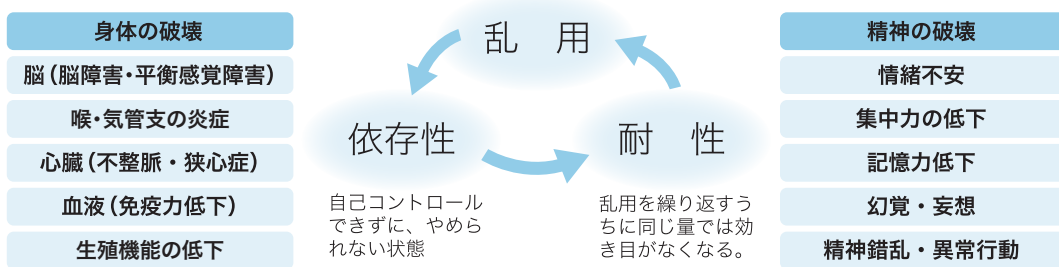 身体の破壊
脳（脳障害・平衡感覚障害）
喉・気管支の炎症
心臓（不整脈・狭心症）
血液（免疫力低下）
生殖機能の低下
乱　用
依存性
自己コントロール
できずに、やめら
れない状態
耐　性
乱用を繰り返すう
ちに同じ量では効
き目がなくなる。
精神の破壊
情緒不安
集中力の低下
記憶力低下
幻覚・妄想
精神錯乱・異常行動